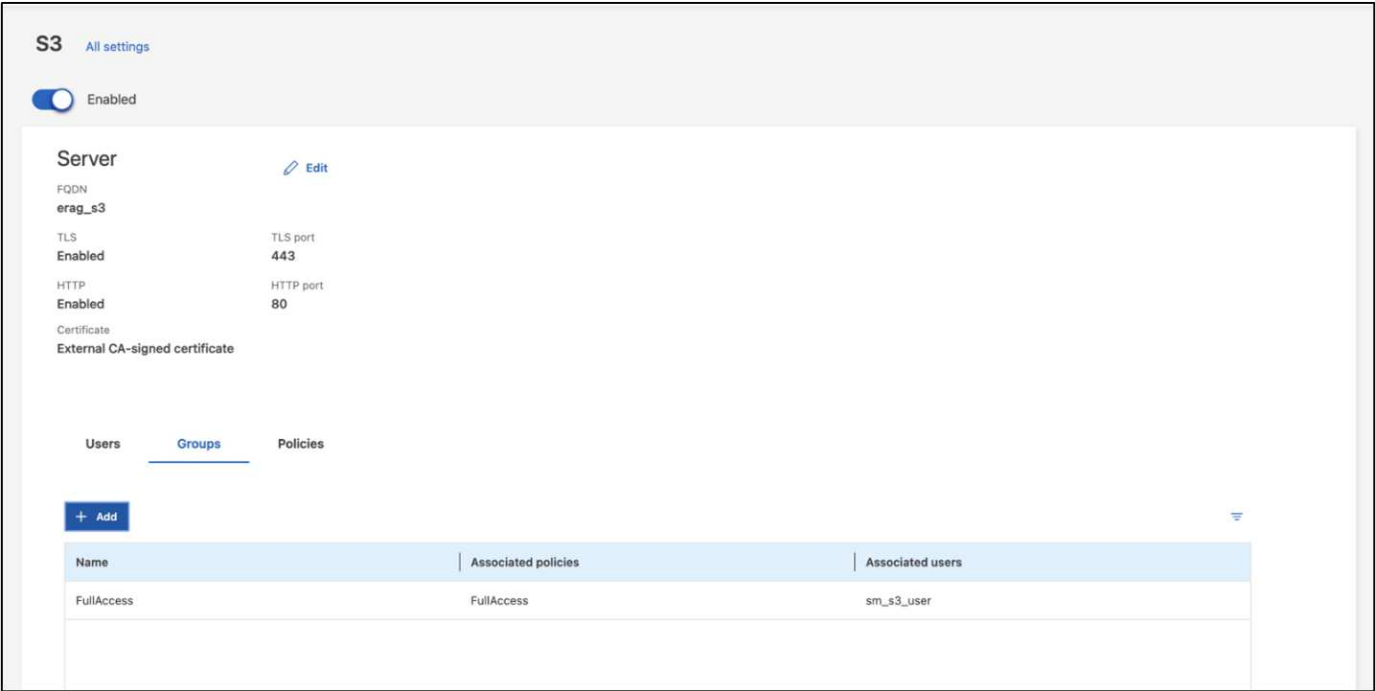 S3 All settings
Enabled
Server Edit
FQDN
erag_s3
TLS TLS port
Enabled 443
HTTP HTTP port
Enabled 80
Certificate
External CA-signed certificate
Users Groups Policies
+ Add
Name Associated policies Associated users
FullAccess FullAccess sm_s3_user